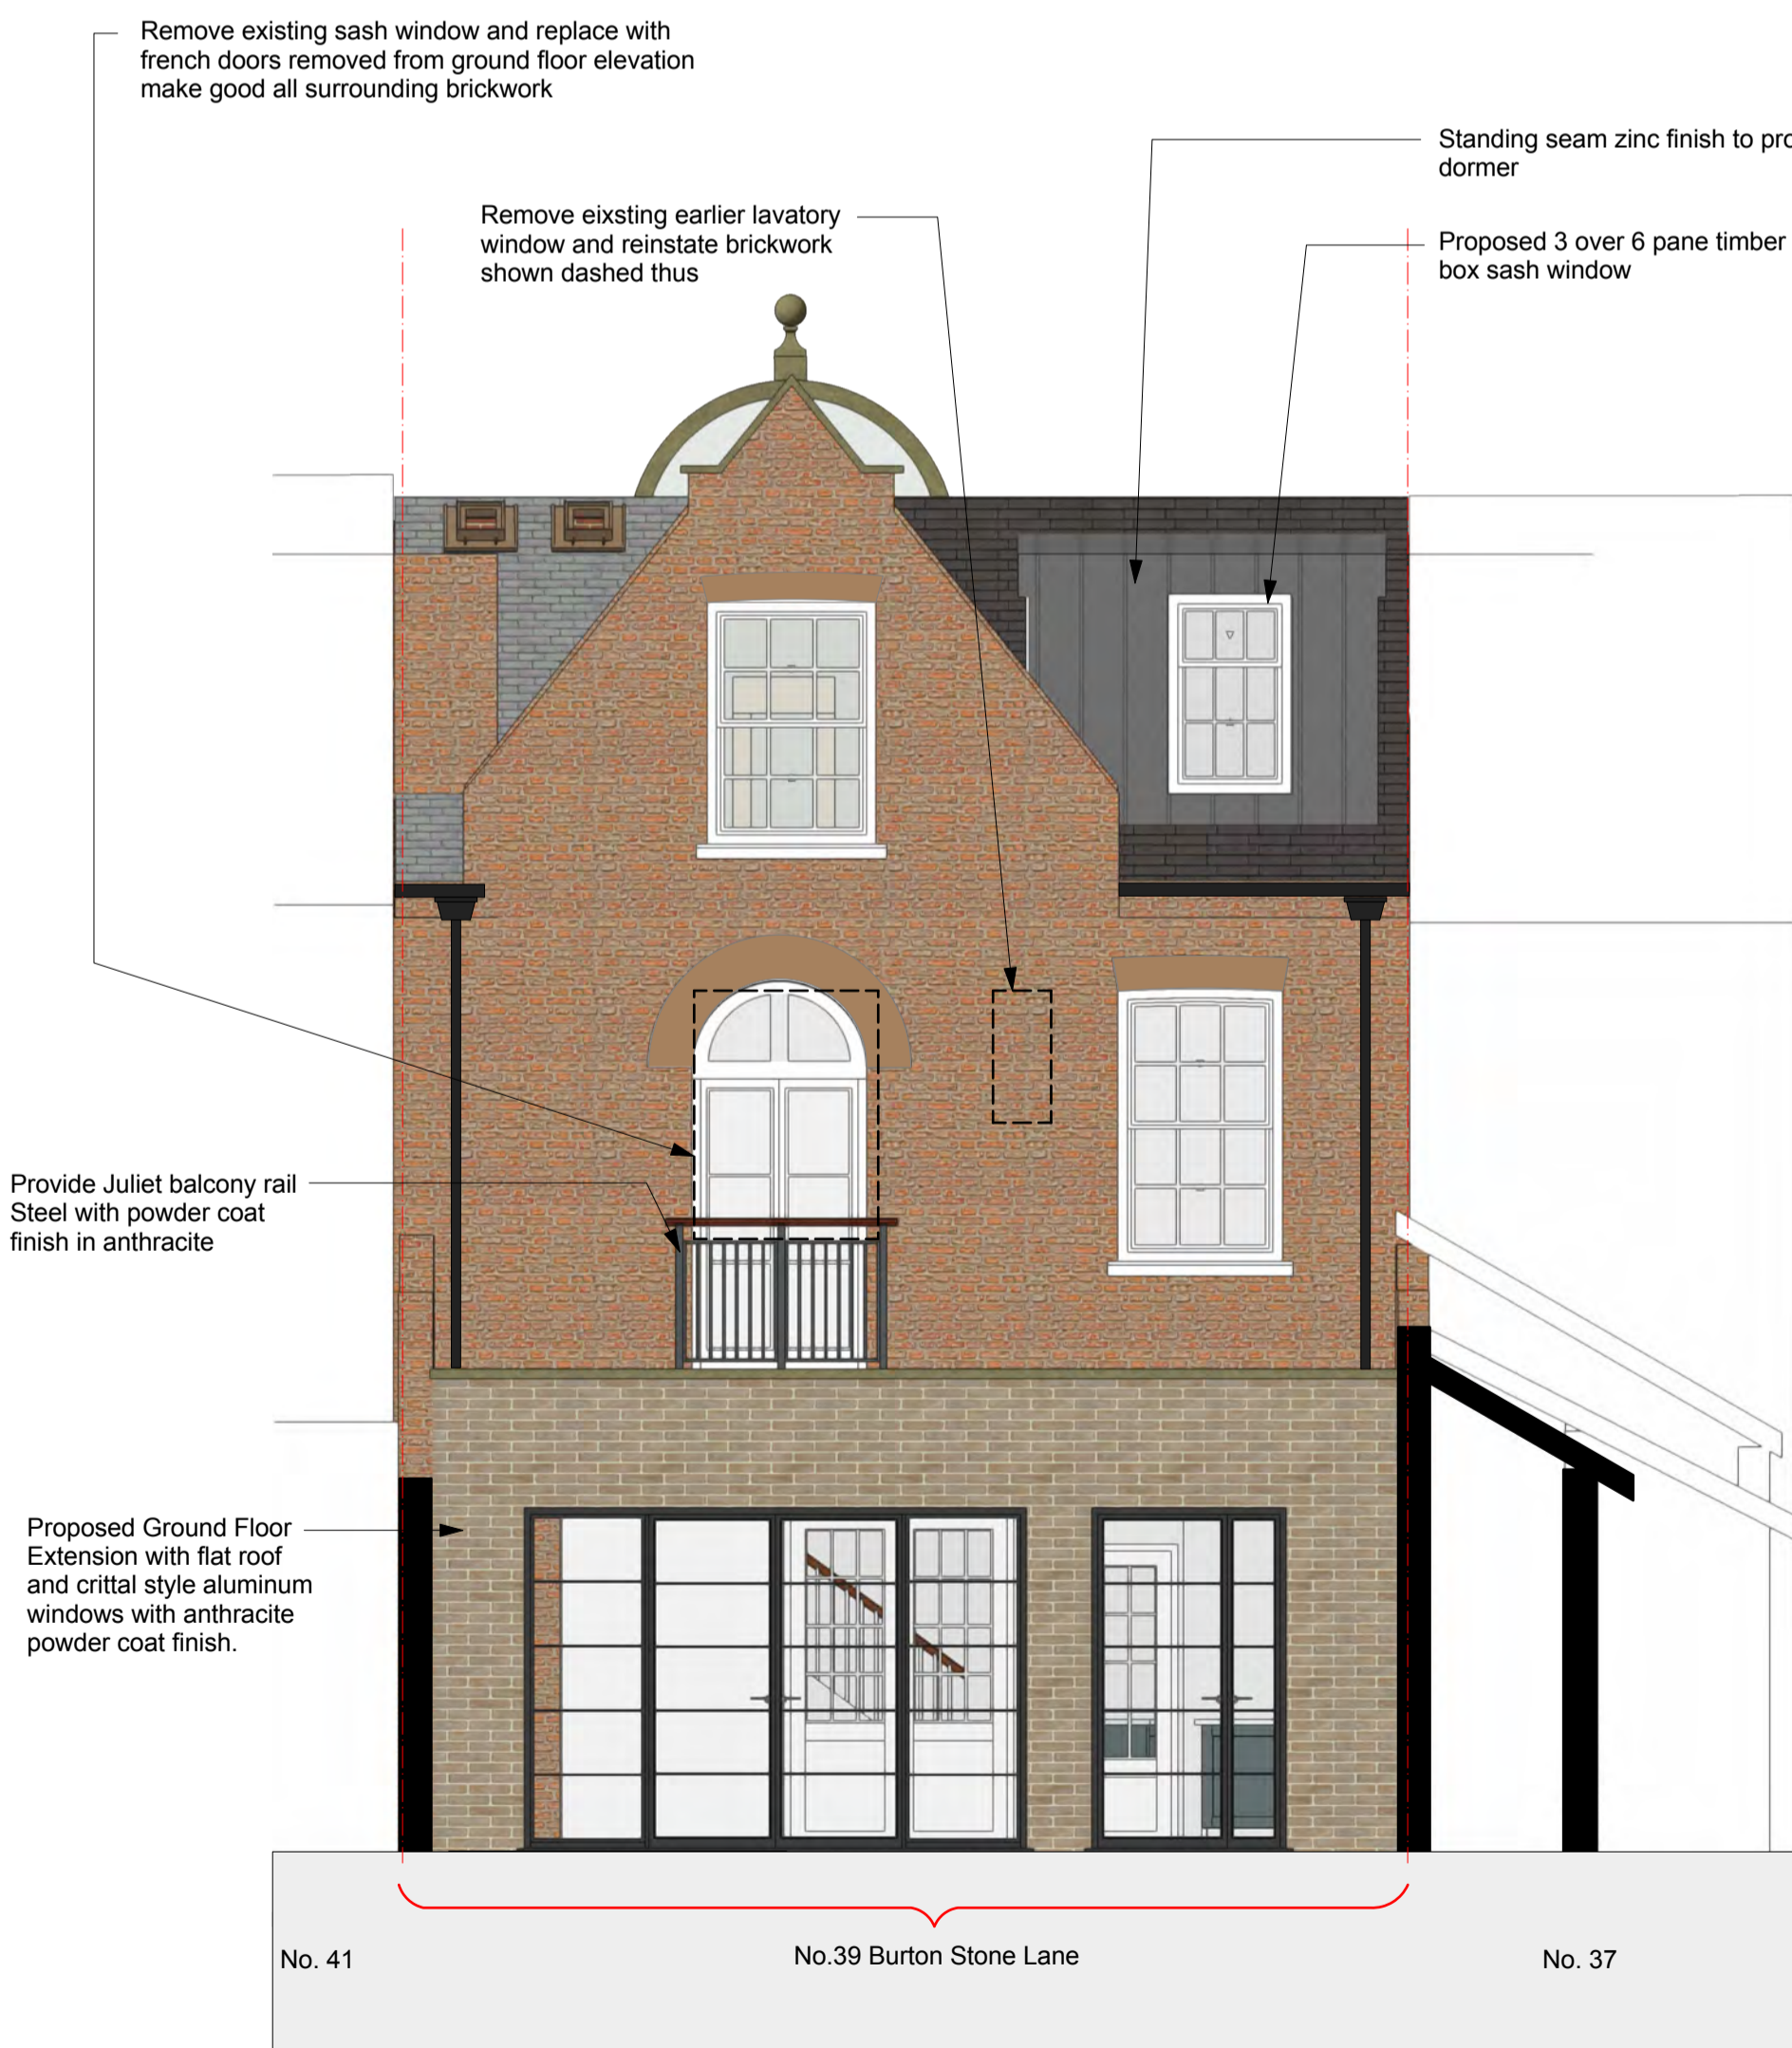 Remove existing sash window and replace with
french doors removed from ground floor elevation
make good all surrounding brickwork
Standing seam zinc finish to
dormer
Remove eixsting earlier lavatory
window and reinstate brickwork
shown dashed thus
Proposed 3 over 6 pane timber
box sash window
Provide Juliet balcony rail
Steel with powder coat
finish in anthracite
Proposed Ground Floor
Extension with flat roof
and crittal style aluminum
windows with anthracite
powder coat finish.
No. 41
No.39 Burton Stone Lane
No. 37